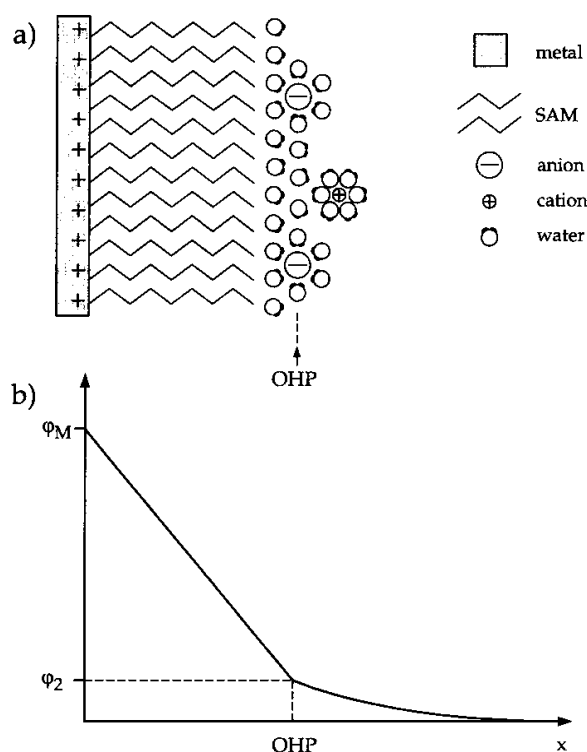 a)
+
+
+
+
+
+
+
+
+
+
−
+
−
metal
SAM
− anion
+ cation
water
OHP
b)
φM
φ2
OHP
x